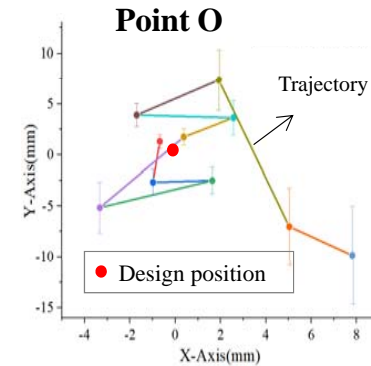 Point O
10
5
0
-5
-10
-15
Y-Axis(mm)
Trajectory
Design position
-4
-2
0
2
4
6
8
X-Axis(mm)